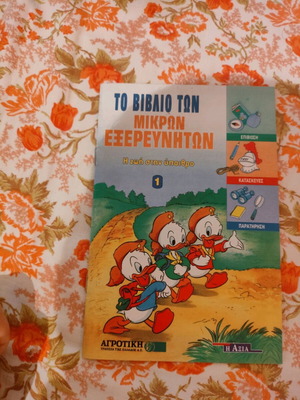 ΤΟ ΒΙΒΛΙΟ ΤΩΝ
ΜΙΚΡΩΝ
ΕΞΕΡΕΥΝΗΤΩΝ
Η ζωή στην ύπαιθρο
1
ΕΠΙΒΙΩΣΗ
ΚΑΤΑΣΚΕΥΕΣ
ΠΑΡΑΤΗΡΗΣΗ
ΑΓΡΟΤΙΚΗ
Η ΑΞΙΑ